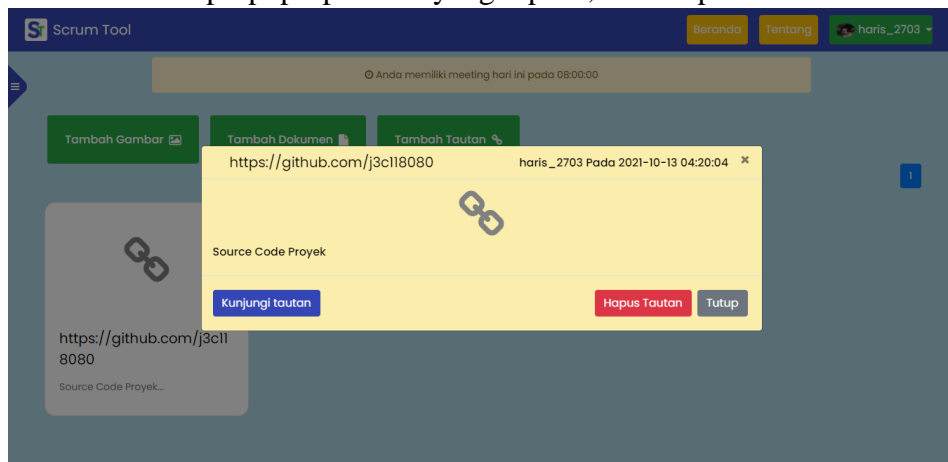 Scrum Tool
Beranda
Tentang
haris_2703
Anda memiliki meeting hari ini pada 08:00:00
Tambah Gambar
Tambah Dokumen
Tambah Tautan
https://github.com/j3c118080
haris_2703 Pada 2021-10-13 04:20:04
×
1
Source Code Proyek
Kunjungi tautan
Hapus Tautan
Tutup
https://github.com/j3c11
8080
Source Code Proyek...